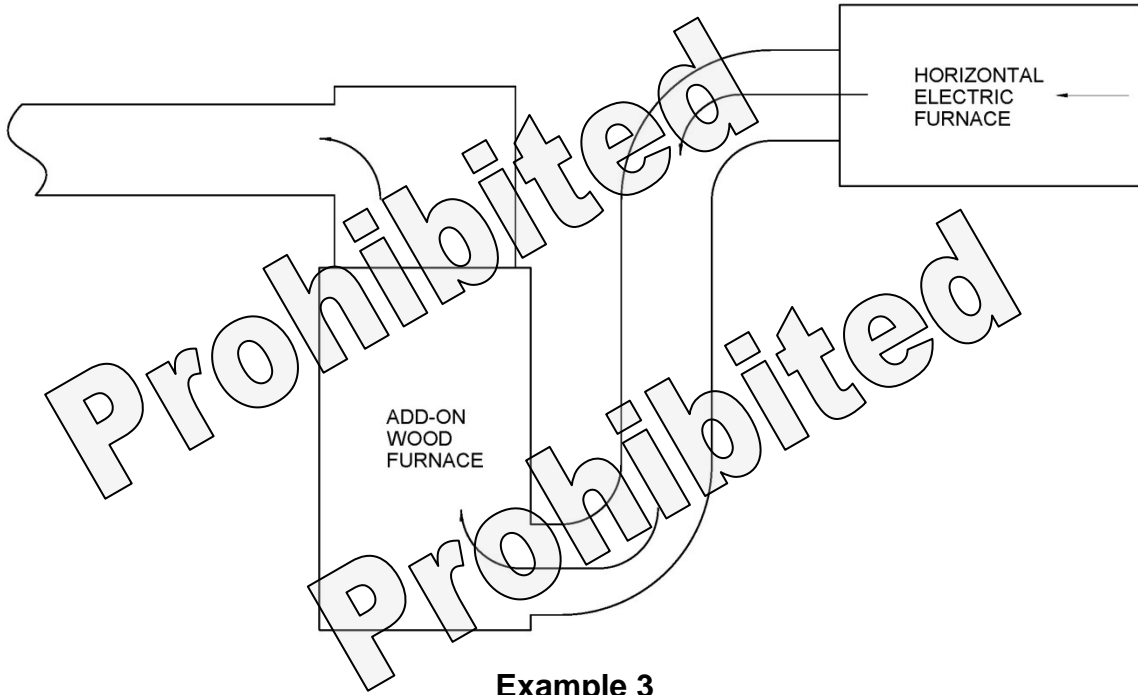 HORIZONTAL
ELECTRIC
FURNACE
Prohibited
ADD-ON
WOOD
FURNACE
Prohibited
Example 3